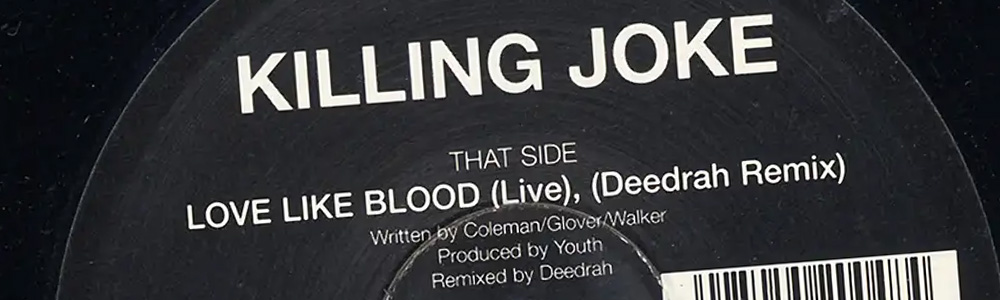 KILLING JOKE
THAT SIDE
LOVE LIKE BLOOD (Live), (Deedrah Remix)
Written by Coleman/Glover/Walker
Produced by Youth
Remixed by Deedrah